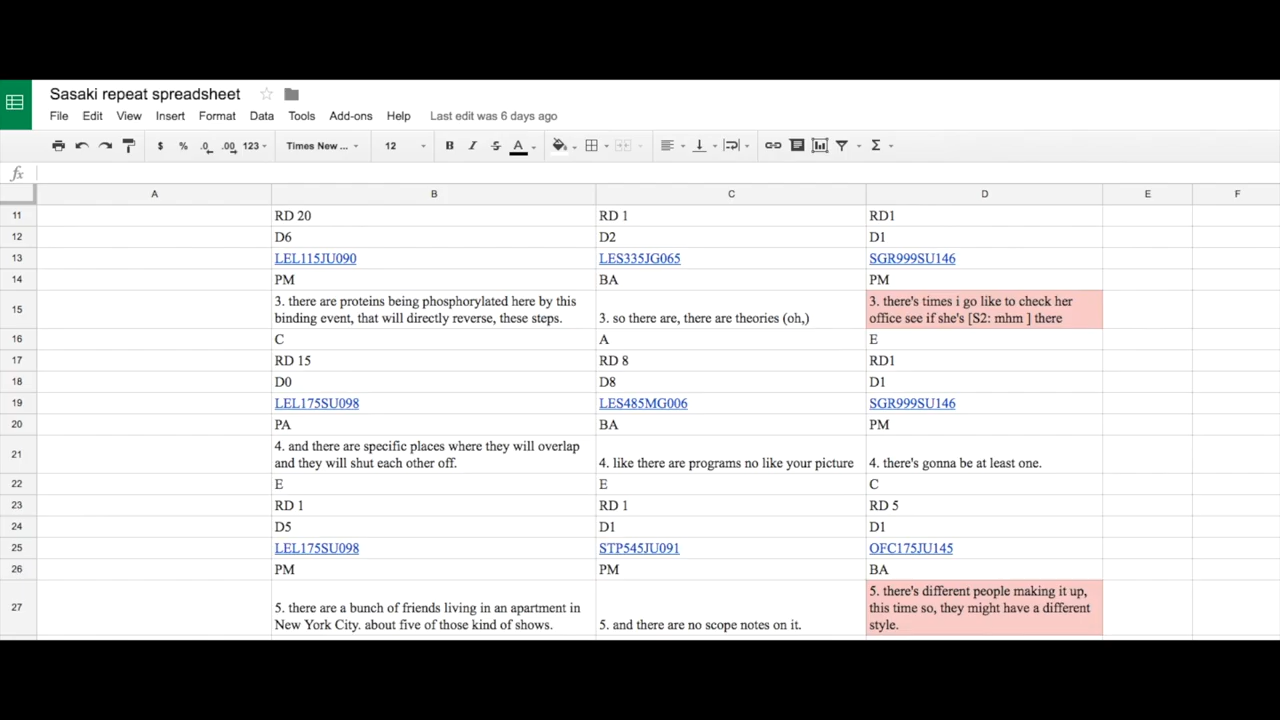 Sasaki repeat spreadsheet
File Edit View Insert Format Data Tools Add-ons Help Last edit was 6 days ago
$ % .0 .00 123 Times New ... 12 B I S A Σ
fx
A B C D E F
11 RD 20 RD 1 RD1
12 D6 D2 D1
13 LEL115JU090 LES335JG065 SGR999SU146
14 PM BA PM
15 3. there are proteins being phosphorylated here by this
binding event, that will directly reverse, these steps.
3. so there are, there are theories (oh,)
3. there's times i go like to check her
office see if she's [S2: mhm ] there
16 C A E
17 RD 15 RD 8 RD1
18 D0 D8 D1
19 LEL175SU098 LES485MG006 SGR999SU146
20 PA BA PM
21 4. and there are specific places where they will overlap
and they will shut each other off.
4. like there are programs no like your picture
4. there's gonna be at least one.
22 E E C
23 RD 1 RD 1 RD 5
24 D5 D1 D1
25 LEL175SU098 STP545JU091 OFC175JU145
26 PM PM BA
27 5. there are a bunch of friends living in an apartment in
New York City. about five of those kind of shows.
5. and there are no scope notes on it.
5. there's different people making it up,
this time so, they might have a different
style.